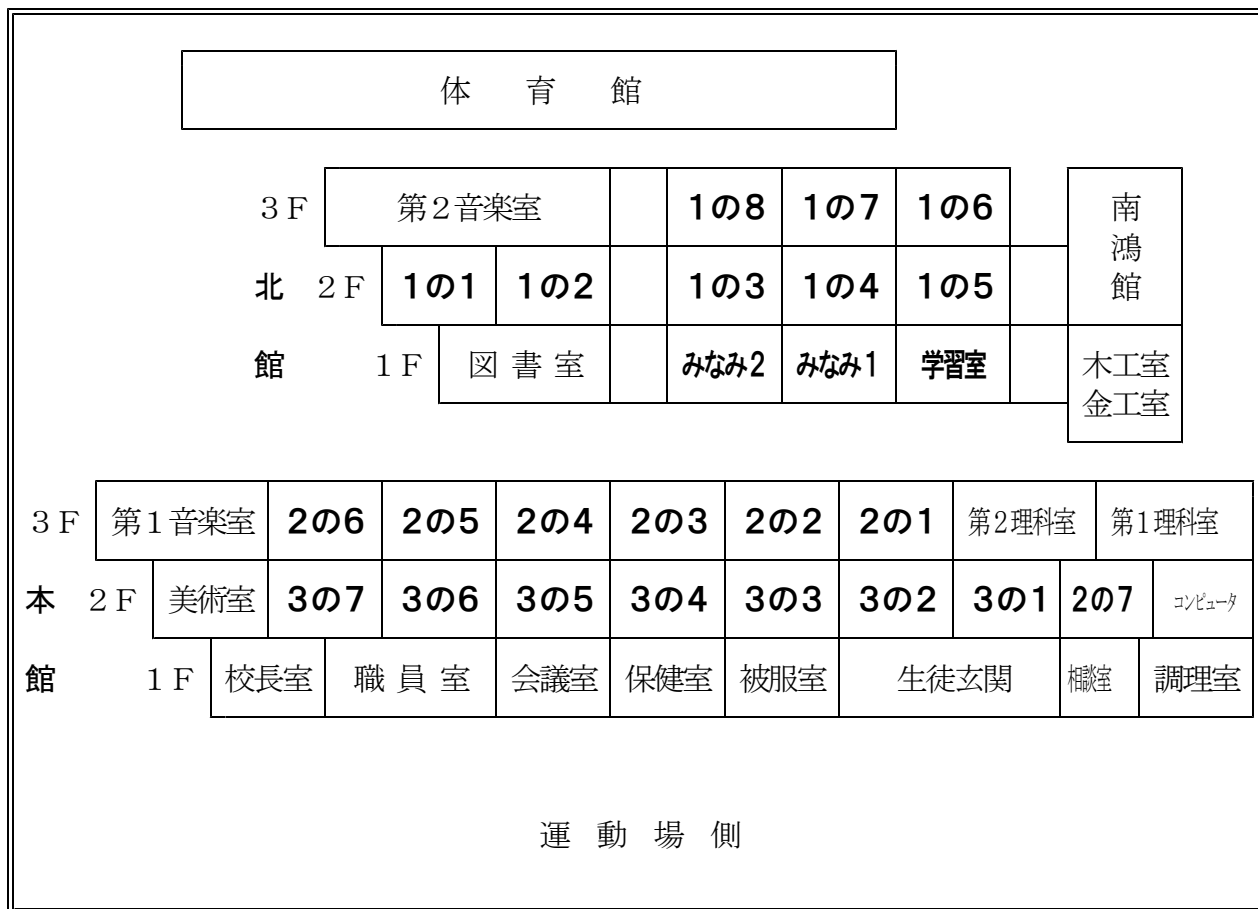 体 育 館
３Ｆ 第２音楽室 1の8 1の7 1の6 南鴻館
北 ２Ｆ 1の1 1の2 1の3 1の4 1の5
館 １Ｆ 図 書 室 みなみ2 みなみ1 学習室 木工室
金工室
３Ｆ 第１音楽室 2の6 2の5 2の4 2の3 2の2 2の1 第２理科室 第１理科室
本 ２Ｆ 美術室 3の7 3の6 3の5 3の4 3の3 3の2 3の1 2の7 コンピュータ
館 １Ｆ 校長室 職 員 室 会議室 保健室 被服室 生徒玄関 相談室 調理室
運 動 場 側